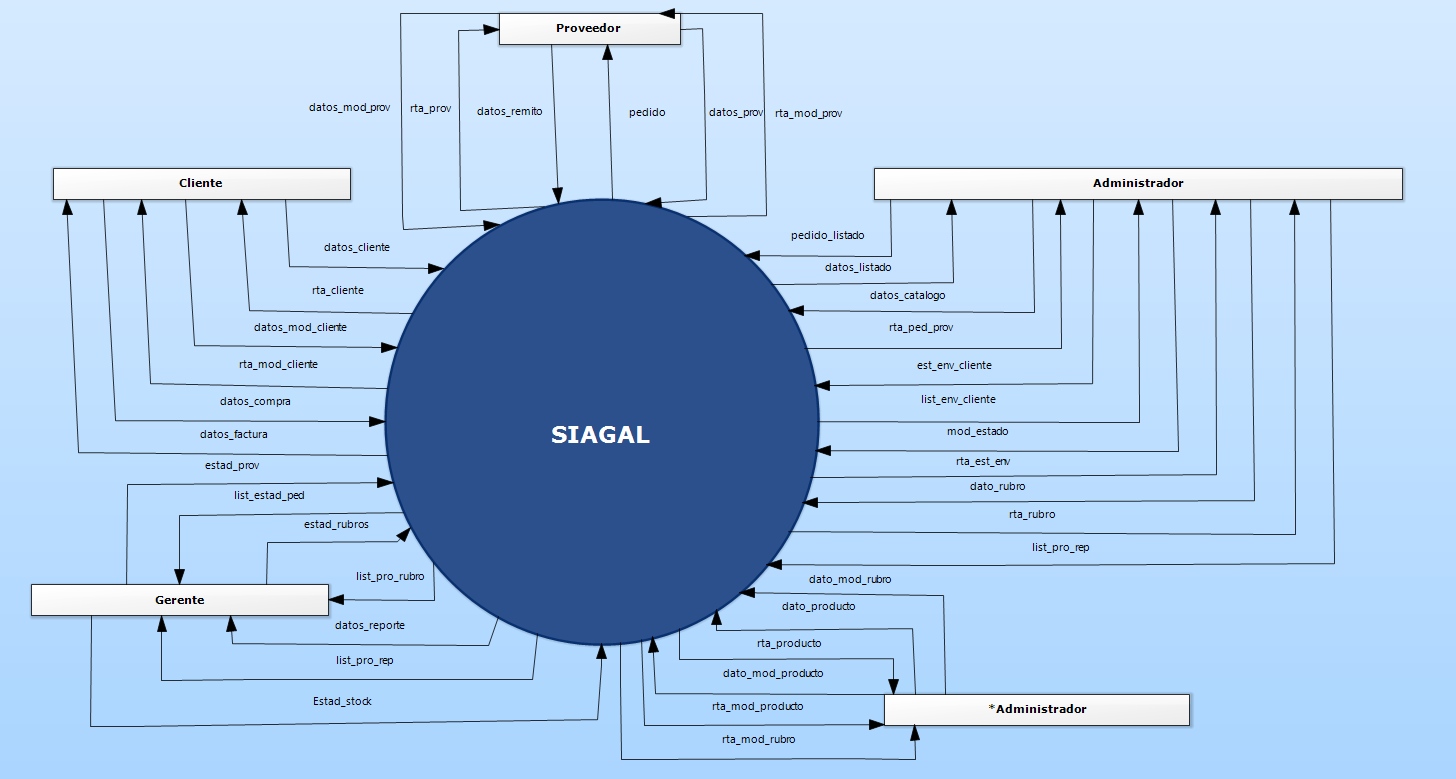 Proveedor
datos_mod_prov
rta_prov
datos_remito
pedido
datos_prov
rta_mod_prov
Cliente
Administrador
datos_cliente
rta_cliente
datos_mod_cliente
rta_mod_cliente
datos_compra
datos_factura
pedido_listado
datos_listado
datos_catalogo
rta_ped_prov
est_env_cliente
list_env_cliente
mod_estado
rta_est_env
dato_rubro
rta_rubro
list_pro_rep
SIAGAL
estad_prov
list_estad_ped
estad_rubros
list_pro_rubro
Gerente
datos_reporte
list_pro_rep
Estad_stock
dato_mod_rubro
dato_producto
rta_producto
dato_mod_producto
rta_mod_producto
rta_mod_rubro
*Administrador